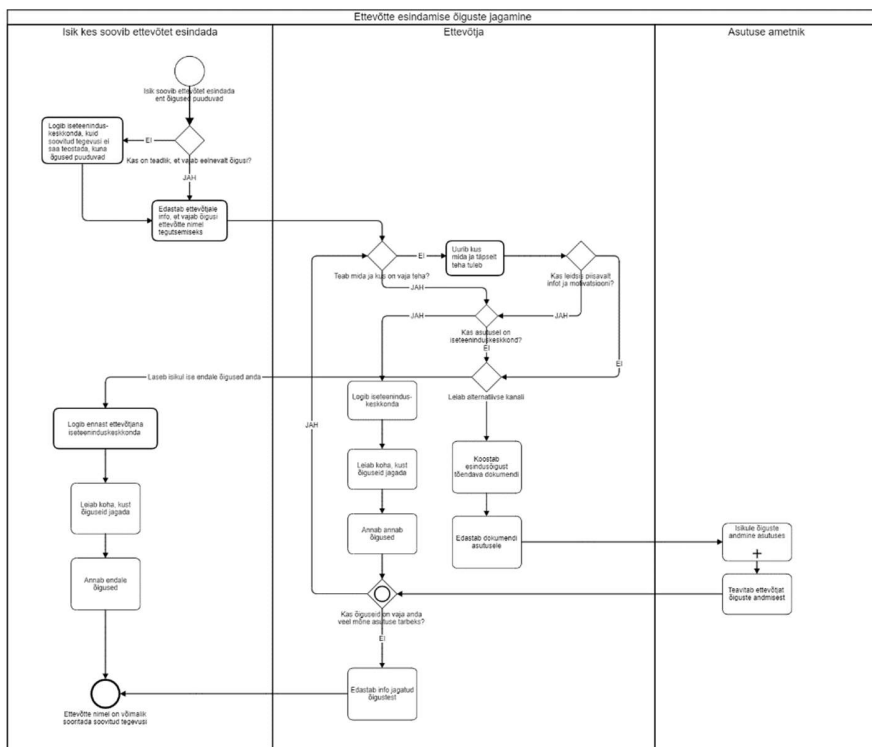 Ettevõtte esindamise õiguste jagamine
Isik kes soovib ettevõtet esindada
Ettevõtja
Asutuse ametnik
Isik soovib ettevõtet esindada
ent õigused puuduvad
Logib iseteenindus-
keskkonda, kuid
soovitud tegevusi ei
saa teostada, kuna
õgused puuduvad
EI
Kas on teadlik, et vajab eelnevalt õigusi?
JAH
Edastab ettevõtjale
info, et vajab õigusi
ettevõtte nimel
tegutsemiseks
Teab mida ja kus on vaja teha?
EI
Uurib kus
mida ja täpselt
teha tuleb
Kas leidsis piisavalt
infot ja motivatsiooni?
JAH
JAH
JAH
Kas asutusel on
iseteeninduskeskkond?
EI
EI
Laseb isikul ise endale õigused anda
Leiab alternatiivse kanali
Logib ennast ettevõtjana
iseteeninduskeskkonda
Logib iseteenindus-
keskkonda
JAH
Koostab
esindusõigust
tõendava dokumendi
Leiab koha, kust
õiguseid jagada
Leiab koha, kust
õiguseid jagada
Annab annab
õigused
Edastab dokumendi
asutusele
Isikule õiguste
andmine asutuses
Annab endale
õigused
Teavitab ettevõtjat
õiguste andmisest
Kas õiguseid on vaja anda
veel mõne asutuse tarbeks?
EI
Edastab info jagatud
õigustest
Ettevõtte nimel on võimalik
sooritada soovitud tegevusi